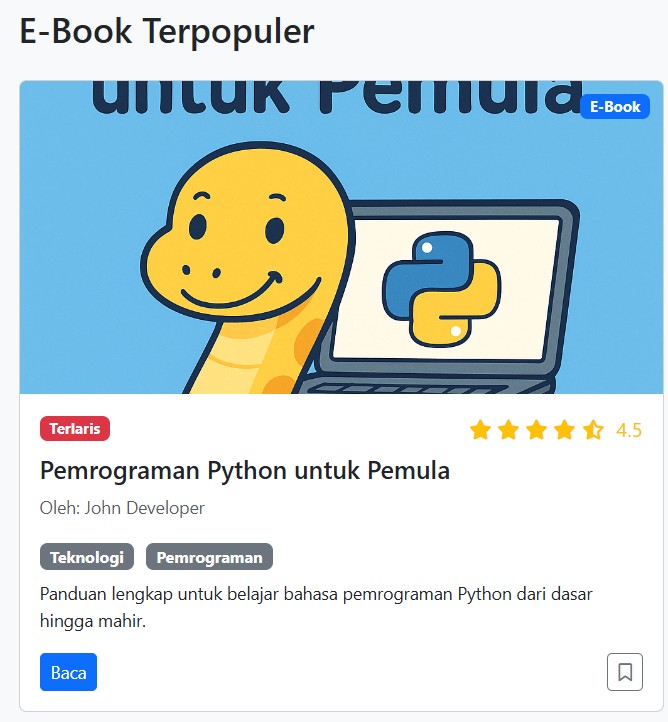 E-Book Terpopuler
untuk Pemula
E-Book
Terlaris
4.5
Pemrograman Python untuk Pemula
Oleh: John Developer
Teknologi
Pemrograman
Panduan lengkap untuk belajar bahasa pemrograman Python dari dasar
hingga mahir.
Baca